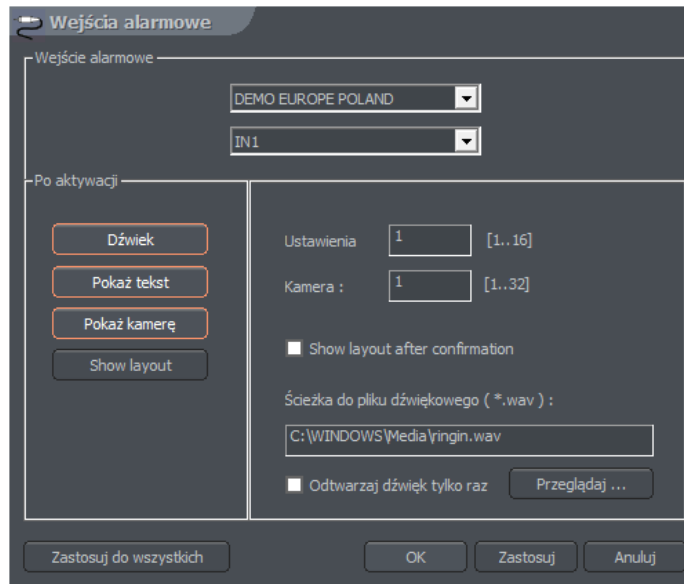 Wejścia alarmowe
Wejście alarmowe
DEMO EUROPE POLAND
IN1
Po aktywacji
Dźwiek
Pokaż tekst
Pokaż kamerę
Show layout
Ustawienia 1 [1..16]
Kamera : 1 [1..32]
Show layout after confirmation
Ścieżka do pliku dźwiękowego ( *.wav ) :
C:\WINDOWS\Media\ringin.wav
Odtwarzaj dźwięk tylko raz Przeglądaj ...
Zastosuj do wszystkich OK Zastosuj Anuluj